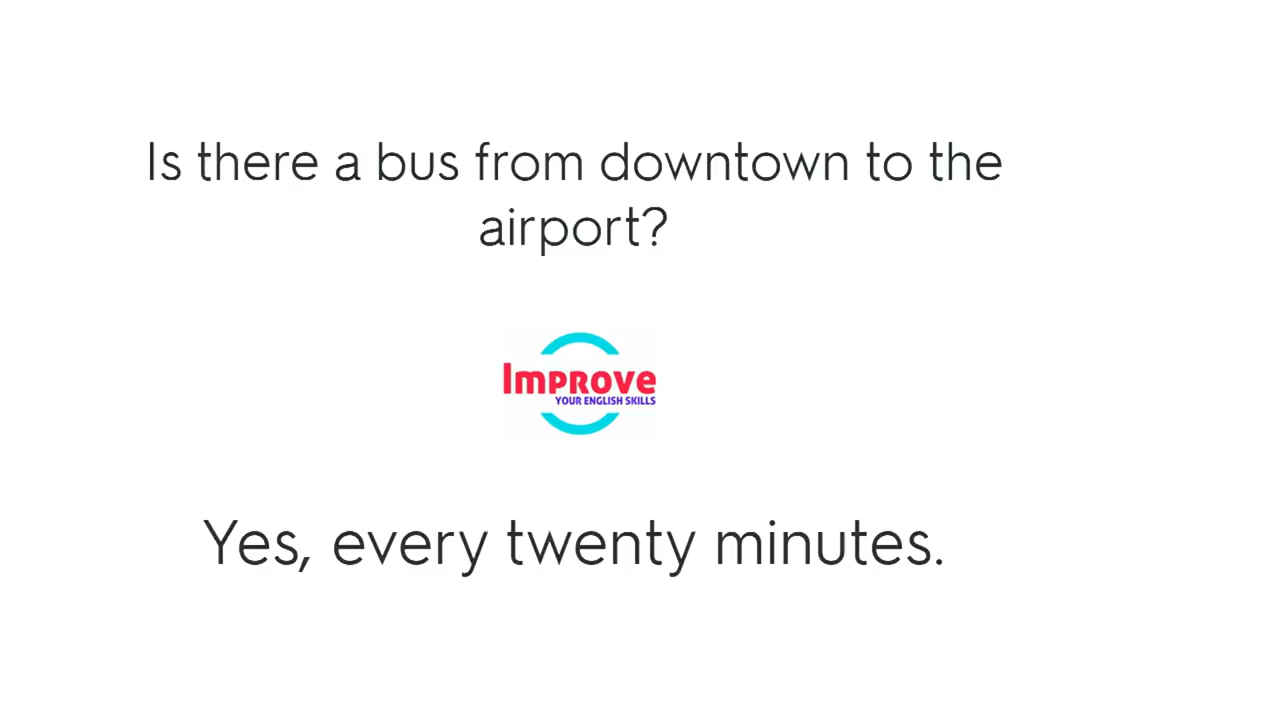 Is there a bus from downtown to the
airport?
Improve
YOUR ENGLISH SKILLS
Yes, every twenty minutes.